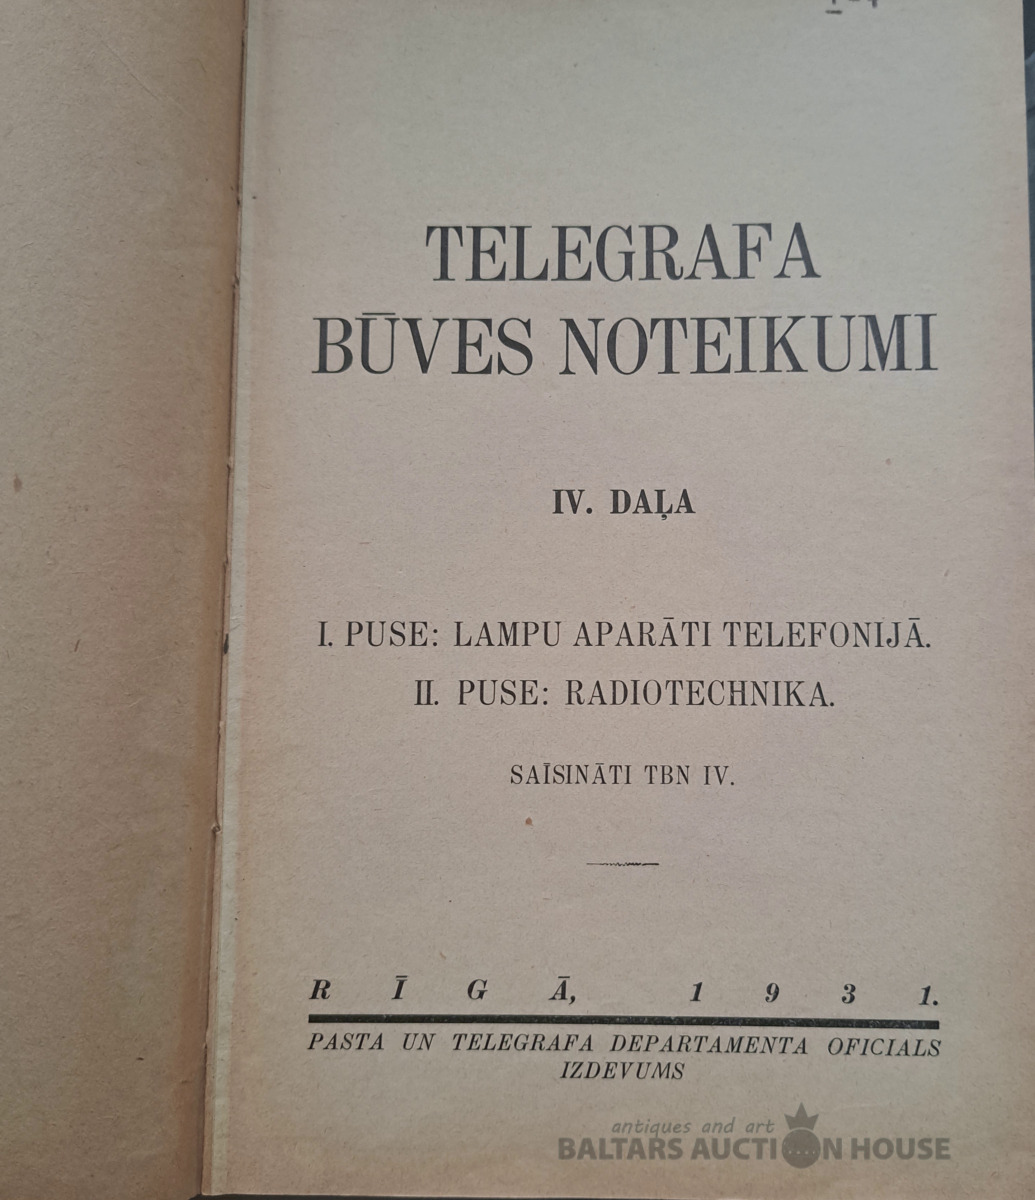 TELEGRAFA
BŪVES NOTEIKUMI
IV. DAĻA
I. PUSE: LAMPU APARĀTI TELEFONIJĀ.
II. PUSE: RADIOTECHNIKA.
SAĪSINĀTI TBN IV.
RĪGĀ, 1931.
PASTA UN TELEGRAFA DEPARTAMENTA OFICIALS
IZDEVUMS
antiques and art
BALTARS AUCTION HOUSE